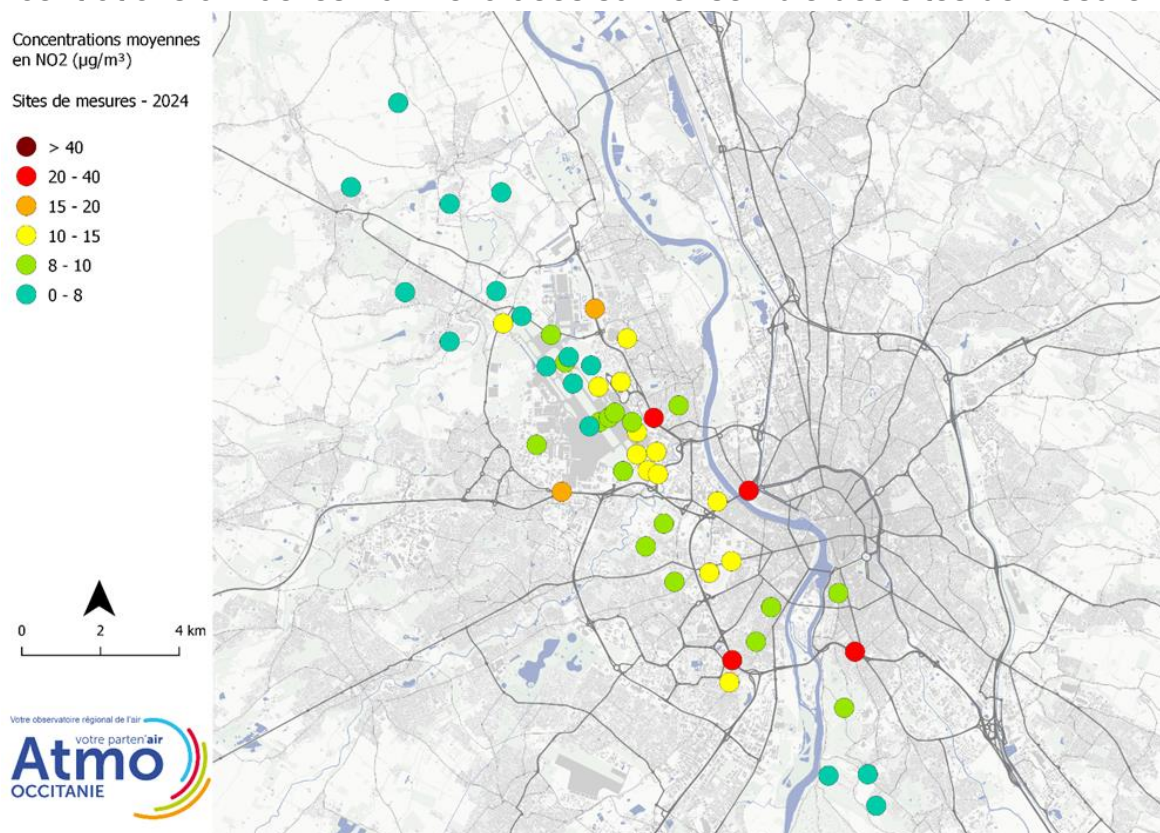 Concentrations moyennes
en NO2 (µg/m³)
Sites de mesures - 2024
> 40
20 - 40
15 - 20
10 - 15
8 - 10
0 - 8
0 2 4 km
Votre observatoire régional de l'air
votre parten'air
Atmo
OCCITANIE